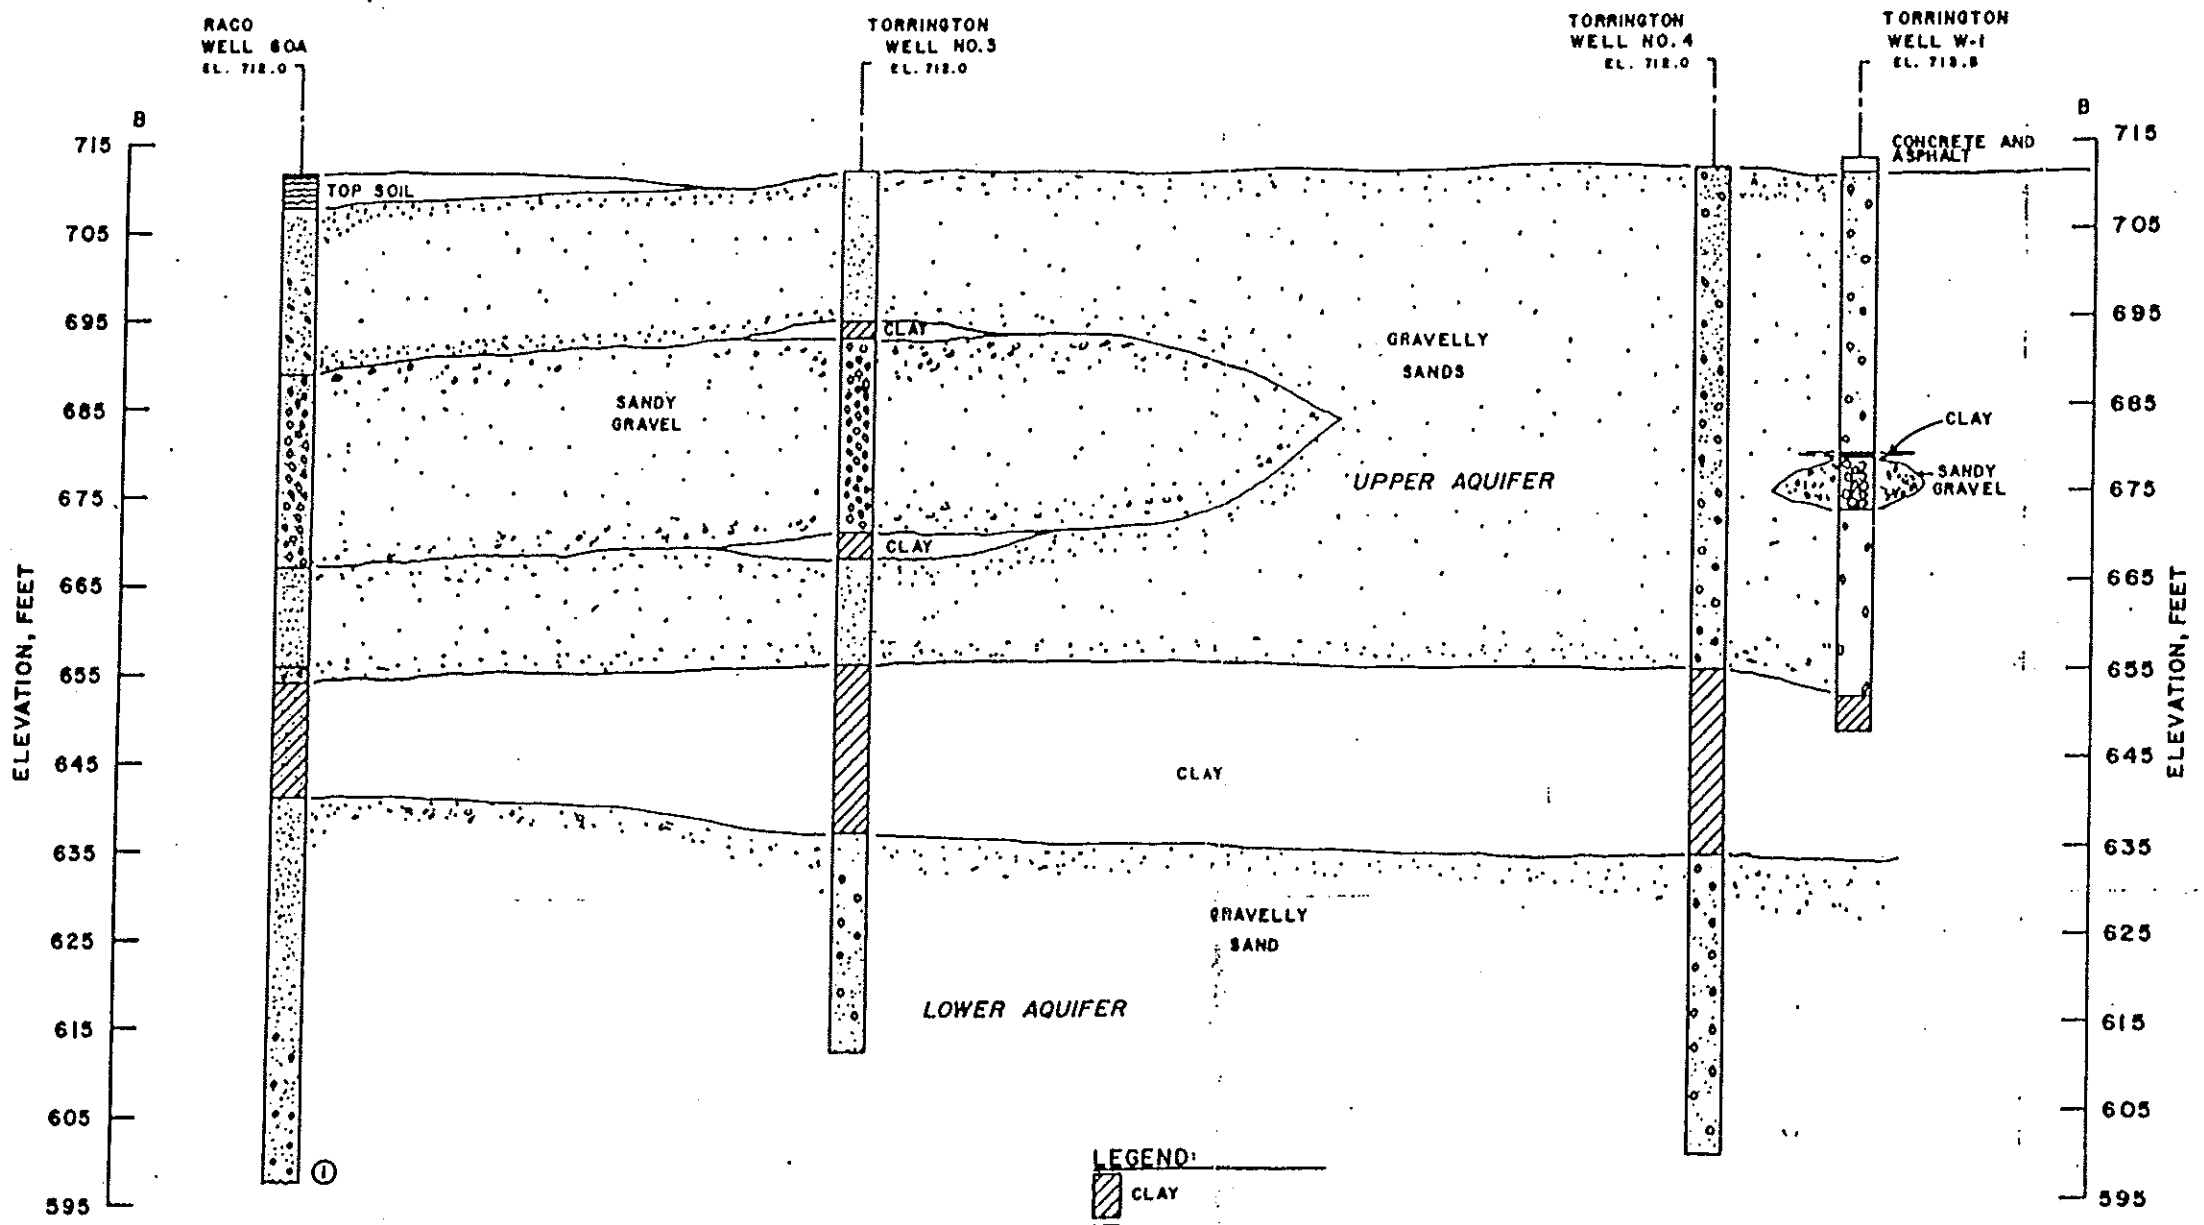 RACO
WELL 60A
EL. 712.0
TORRINGTON
WELL NO.3
EL. 712.0
TORRINGTON
WELL NO. 4
EL. 712.0
TORRINGTON
WELL W-1
EL. 713.5
B
B
715
705
695
685
675
665
655
645
635
625
615
605
595
ELEVATION, FEET
TOP SOIL
CLAY
SANDY
GRAVEL
CLAY
GRAVELLY
SANDS
UPPER AQUIFER
CONCRETE AND
ASPHALT
CLAY
SANDY
GRAVEL
CLAY
GRAVELLY
SAND
LOWER AQUIFER
1
LEGEND:
CLAY
715
705
695
685
675
665
655
645
635
625
615
605
595
ELEVATION, FEET